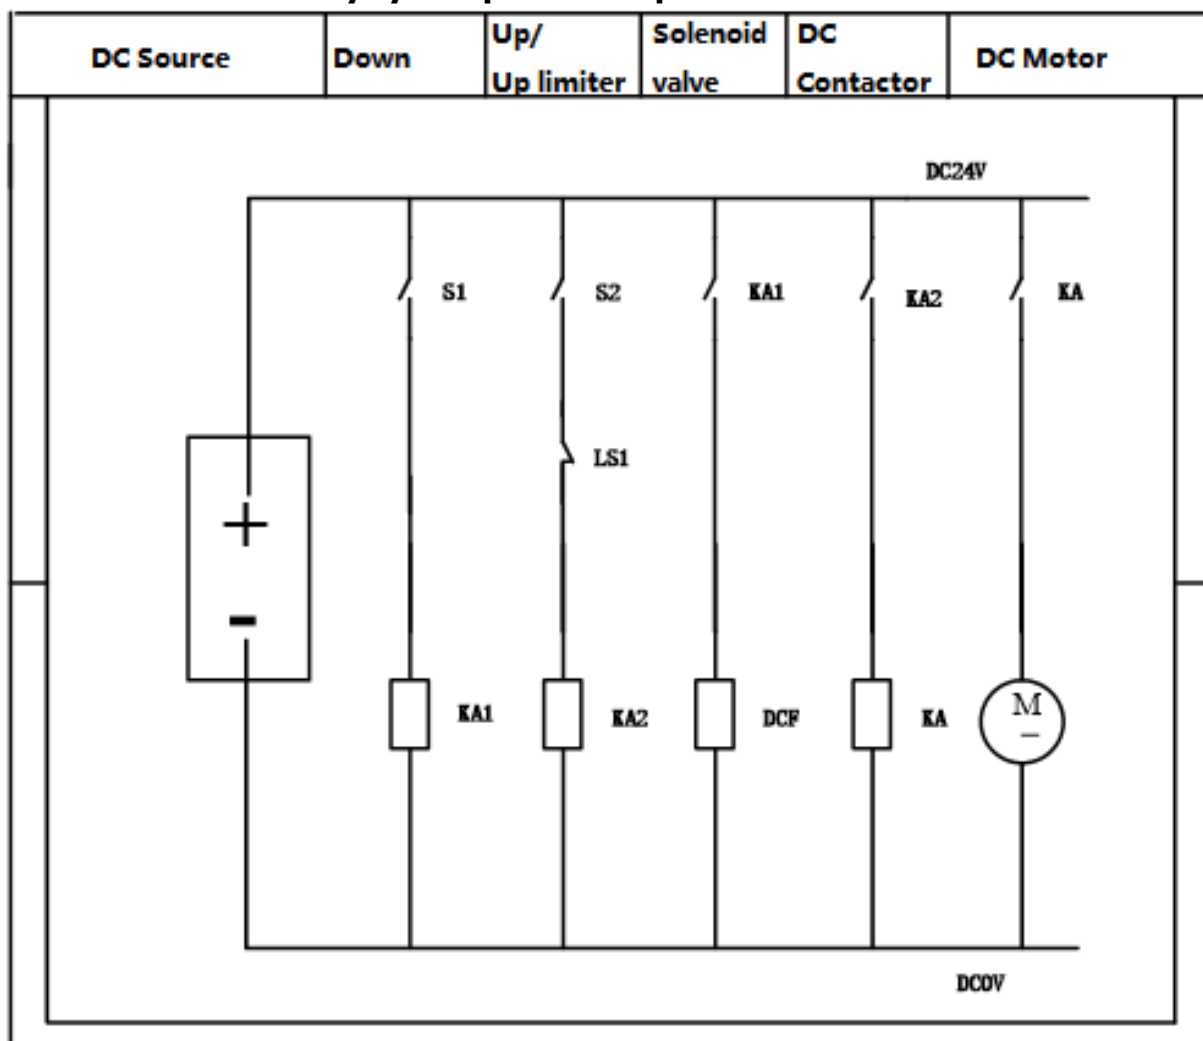 DC Source
Down
Up/
Up limiter
Solenoid
valve
DC
Contactor
DC Motor
DC24V
S1
S2
KA1
KA2
KA
LS1
+
-
KA1
KA2
DCF
KA
M
–
DC0V